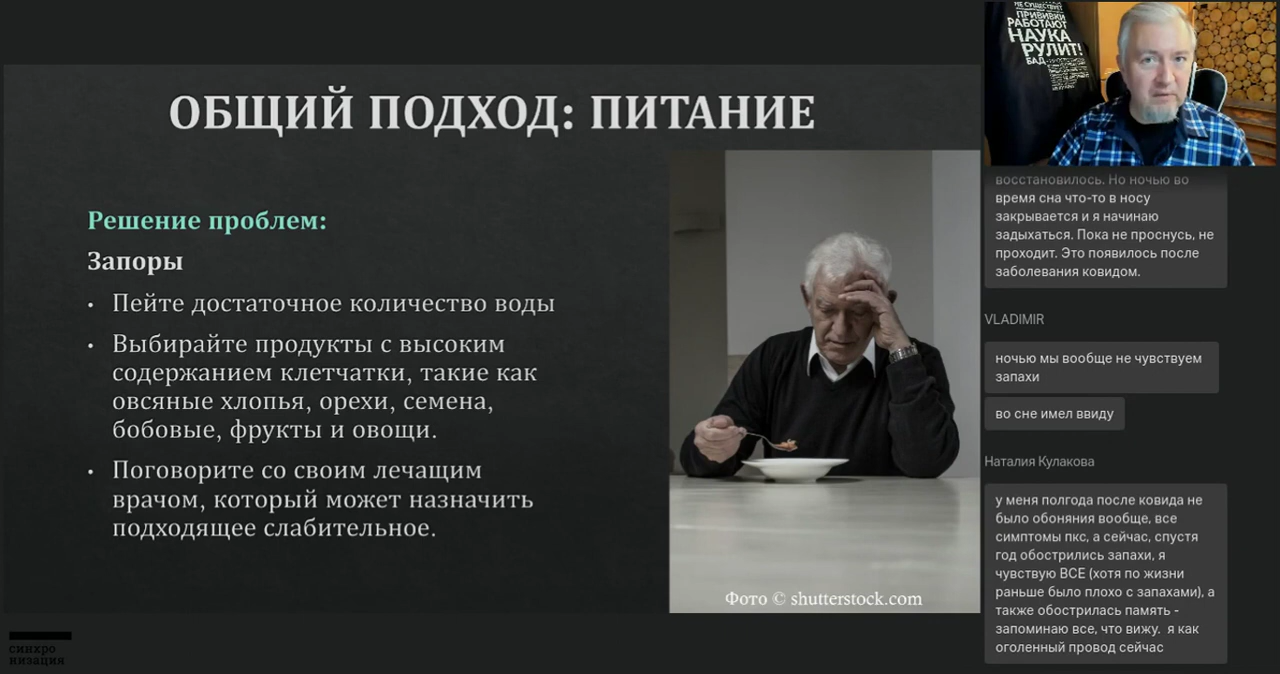 ОБЩИЙ ПОДХОД: ПИТАНИЕ
Решение проблем:
Запоры
• Пейте достаточное количество воды
• Выбирайте продукты с высоким
содержанием клетчатки, такие как
овсяные хлопья, орехи, семена,
бобовые, фрукты и овощи.
• Поговорите со своим лечащим
врачом, который может назначить
подходящее слабительное.
Фото © shutterstock.com
синхро
низация
ПРИВИВКИ
РАБОТАЮТ
НАУКА
РУЛИТ!
БАД
восстановилось. Но ночью во
время сна что-то в носу
закрывается и я начинаю
задыхаться. Пока не проснусь, не
проходит. Это появилось после
заболевания ковидом.
VLADIMIR
ночью мы вообще не чувствуем
запахи
во сне имел ввиду
Наталия Кулакова
у меня полгода после ковида не
было обоняния вообще, все
симптомы пкс, а сейчас, спустя
год обострились запахи, я
чувствую ВСЕ (хотя по жизни
раньше было плохо с запахами), а
также обострилась память -
запоминаю все, что вижу. я как
оголенный провод сейчас